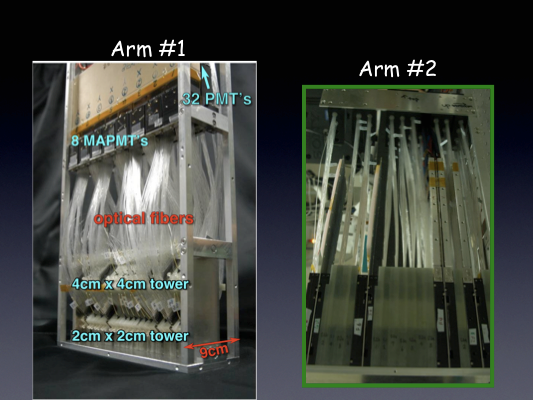 Arm #1
Arm #2
32 PMT's
8 MAPMT's
optical fibers
4cm x 4cm tower
2cm x 2cm tower
9cm